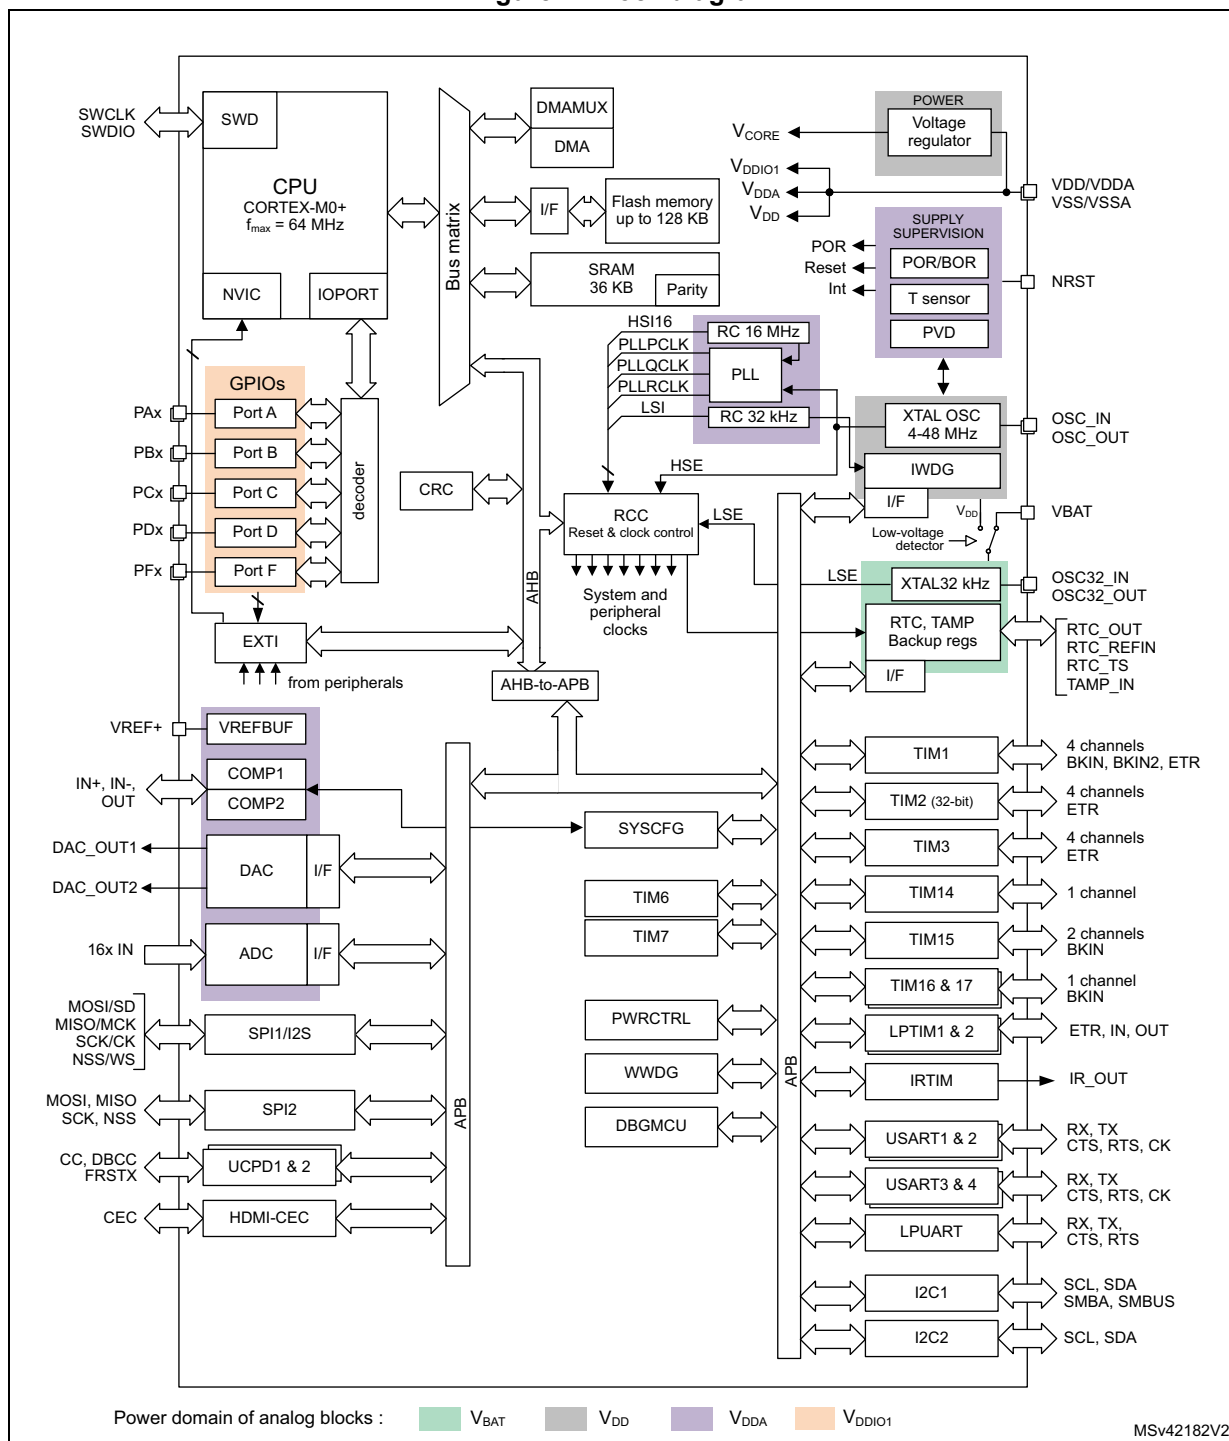 SWCLK
SWDIO
SWD
CPU
CORTEX-M0+
fmax = 64 MHz
NVIC
IOPORT
Bus matrix
DMAMUX
DMA
I/F
Flash memory
up to 128 KB
SRAM
36 KB
Parity
POWER
Voltage
regulator
VCORE
VDDIO1
VDDA
VDD
VDD/VDDA
VSS/VSSA
SUPPLY
SUPERVISION
POR
Reset
Int
POR/BOR
T sensor
PVD
NRST
HSI16
PLLPCLK
PLLQCLK
PLLRCLK
LSI
RC 16 MHz
PLL
RC 32 kHz
GPIOs
PAx
Port A
PBx
Port B
PCx
Port C
PDx
Port D
PFx
Port F
decoder
CRC
XTAL OSC
4-48 MHz
OSC_IN
OSC_OUT
IWDG
I/F
HSE
RCC
Reset & clock control
LSE
VDD
VBAT
Low-voltage
detector
System and
peripheral
clocks
LSE
XTAL32 kHz
OSC32_IN
OSC32_OUT
RTC, TAMP
Backup regs
I/F
RTC_OUT
RTC_REFIN
RTC_TS
TAMP_IN
EXTI
from peripherals
AHB
AHB-to-APB
VREF+
VREFBUF
IN+, IN-,
OUT
COMP1
COMP2
DAC_OUT1
DAC_OUT2
DAC
I/F
16x IN
ADC
I/F
MOSI/SD
MISO/MCK
SCK/CK
NSS/WS
SPI1/I2S
MOSI, MISO
SCK, NSS
SPI2
CC, DBCC
FRSTX
UCPD1 & 2
CEC
HDMI-CEC
APB
SYSCFG
TIM6
TIM7
PWRCTRL
WWDG
DBGMCU
APB
TIM1
4 channels
BKIN, BKIN2, ETR
TIM2 (32-bit)
4 channels
ETR
TIM3
4 channels
ETR
TIM14
1 channel
TIM15
2 channels
BKIN
TIM16 & 17
1 channel
BKIN
LPTIM1 & 2
ETR, IN, OUT
IRTIM
IR_OUT
USART1 & 2
RX, TX
CTS, RTS, CK
USART3 & 4
RX, TX
CTS, RTS, CK
LPUART
RX, TX,
CTS, RTS
I2C1
SCL, SDA
SMBA, SMBUS
I2C2
SCL, SDA
Power domain of analog blocks :
VBAT
VDD
VDDA
VDDIO1
MSv42182V2